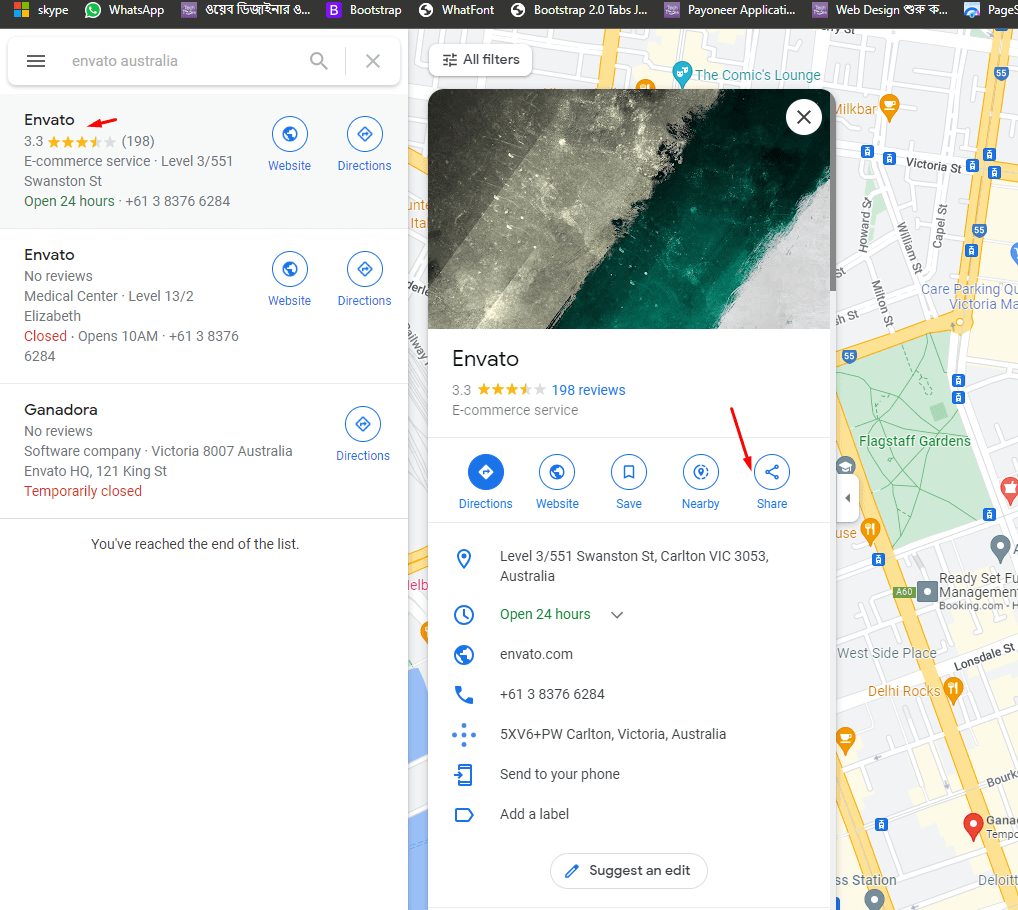 skype
WhatsApp
ওয়েব ডিজাইনার ও...
Bootstrap
WhatFont
Bootstrap 2.0 Tabs J...
Payoneer Applicati...
Web Design শুরু ক...
PageS
envato australia
Envato
3.3 (198)
E-commerce service · Level 3/551
Swanston St
Open 24 hours · +61 3 8376 6284
Website
Directions
Envato
No reviews
Medical Center · Level 13/2
Elizabeth
Closed · Opens 10AM · +61 3 8376
6284
Website
Directions
Ganadora
No reviews
Software company · Victoria 8007 Australia
Envato HQ, 121 King St
Temporarily closed
Directions
You've reached the end of the list.
All filters
Envato
3.3 198 reviews
E-commerce service
Directions
Website
Save
Nearby
Share
Level 3/551 Swanston St, Carlton VIC 3053,
Australia
Open 24 hours
envato.com
+61 3 8376 6284
5XV6+PW Carlton, Victoria, Australia
Send to your phone
Add a label
Suggest an edit
The Comic's Lounge
Milkbar
Victoria St
55
Howard St
William St
Capel St
55
Milton St
Care Parking Qu
Victoria Ma
55
Flagstaff Gardens
A60
Ready Set Fu
Management
Booking.com - H
West Side Place
Lonsdale St
Delhi Rocks
Bourk
Gana
Tempo
ss Station
Deloitt